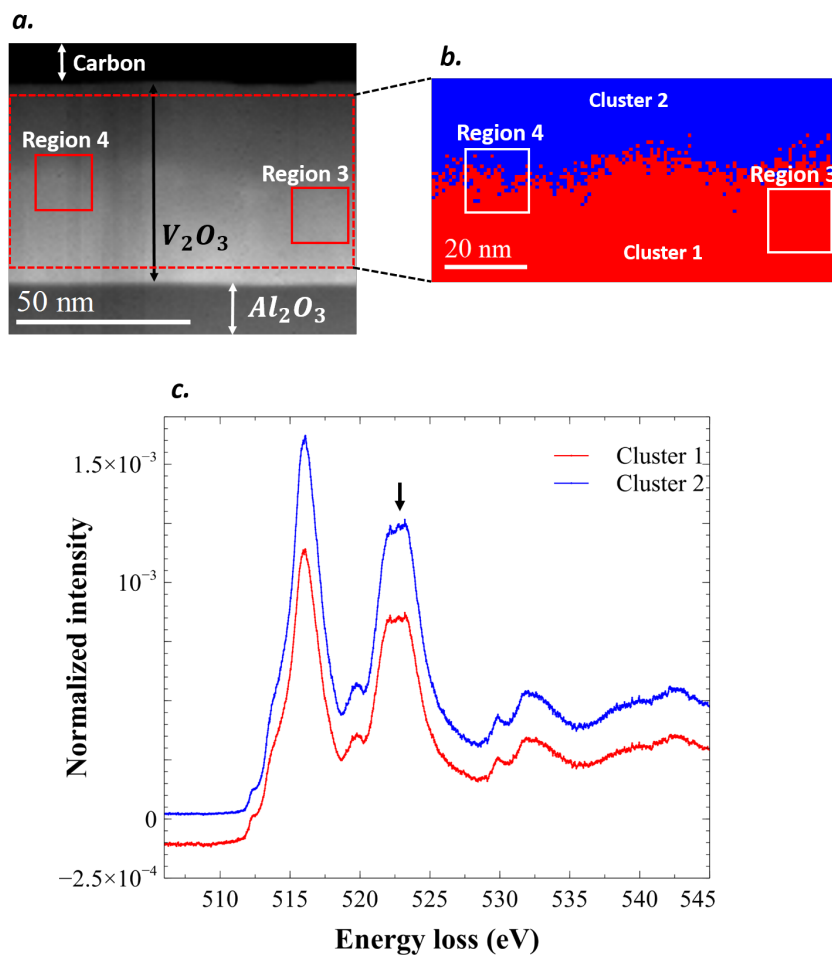 a.
Carbon
Region 4
Region 3
V₂O₃
50 nm
Al₂O₃
b.
Cluster 2
Region 4
Region 3
20 nm
Cluster 1
c.
Normalized intensity
1.5×10⁻³
10⁻³
0
−2.5×10⁻⁴
Cluster 1
Cluster 2
510 515 520 525 530 535 540 545
Energy loss (eV)